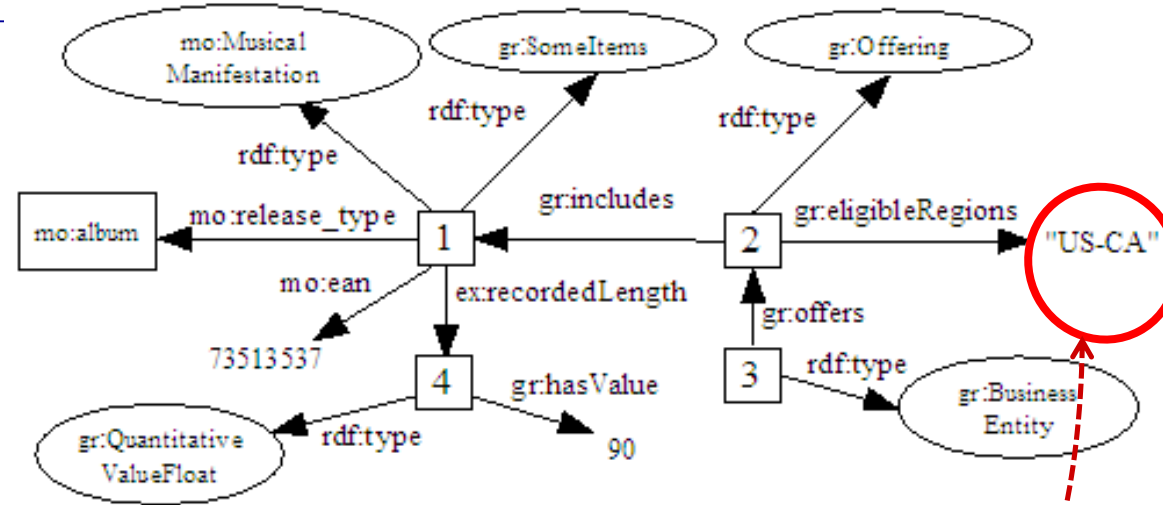 mo:Musical
Manifestation
gr:SomeItems
gr:Offering
rdf:type
rdf:type
rdf:type
mo:album
mo:release_type
1
gr:includes
2
gr:eligibleRegions
"US-CA"
mo:ean
ex:recordedLength
gr:offers
73513537
4
gr:hasValue
3
rdf:type
gr:Quantitative
ValueFloat
rdf:type
90
gr:Business
Entity